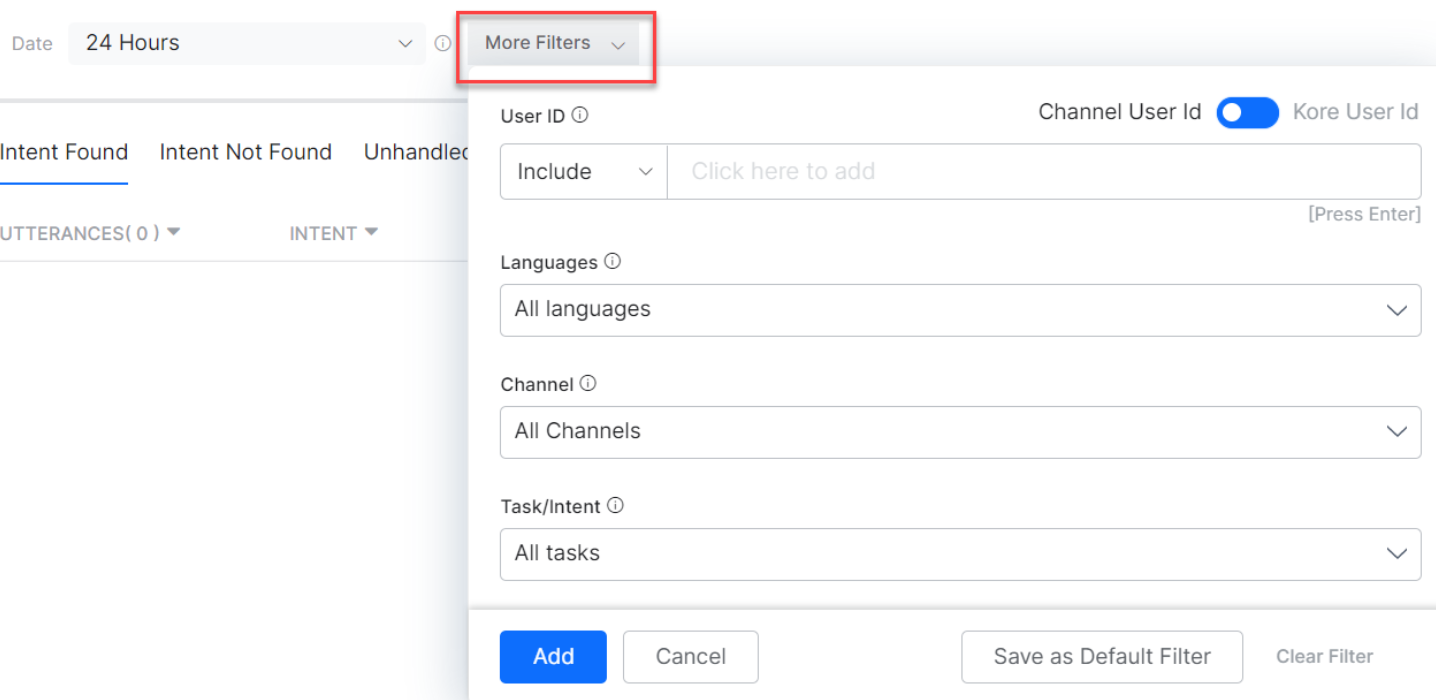 Date 24 Hours More Filters
User ID Channel User Id Kore User Id
Intent Found Intent Not Found Unhandled
Include Click here to add
[Press Enter]
UTTERANCES( 0 ) INTENT
Languages
All languages
Channel
All Channels
Task/Intent
All tasks
Add Cancel Save as Default Filter Clear Filter